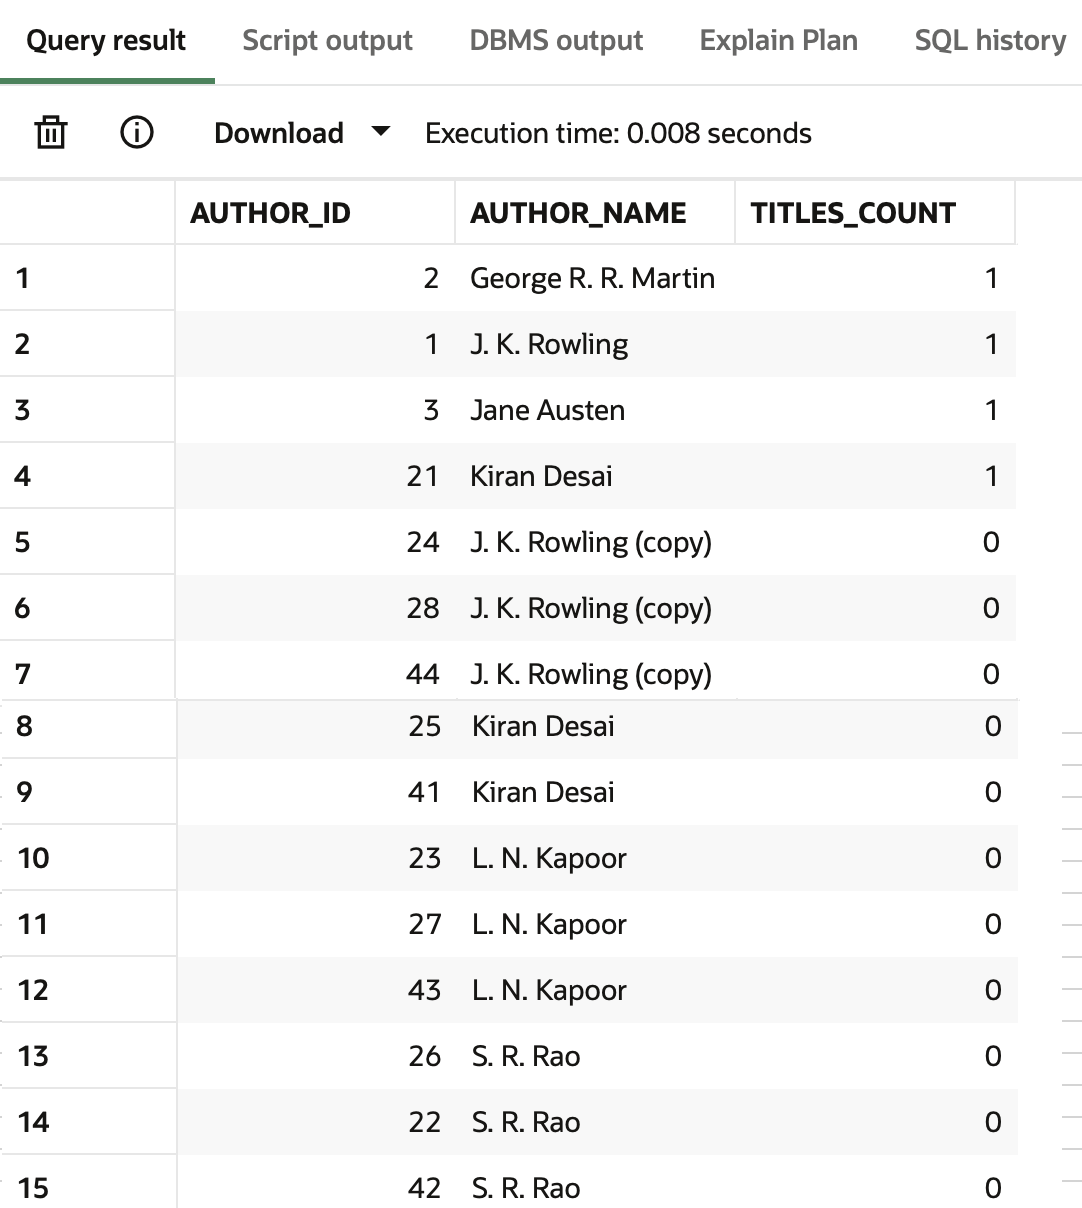 Query result Script output DBMS output Explain Plan SQL history
Download Execution time: 0.008 seconds
AUTHOR_ID AUTHOR_NAME TITLES_COUNT
1 2 George R. R. Martin 1
2 1 J. K. Rowling 1
3 3 Jane Austen 1
4 21 Kiran Desai 1
5 24 J. K. Rowling (copy) 0
6 28 J. K. Rowling (copy) 0
7 44 J. K. Rowling (copy) 0
8 25 Kiran Desai 0
9 41 Kiran Desai 0
10 23 L. N. Kapoor 0
11 27 L. N. Kapoor 0
12 43 L. N. Kapoor 0
13 26 S. R. Rao 0
14 22 S. R. Rao 0
15 42 S. R. Rao 0